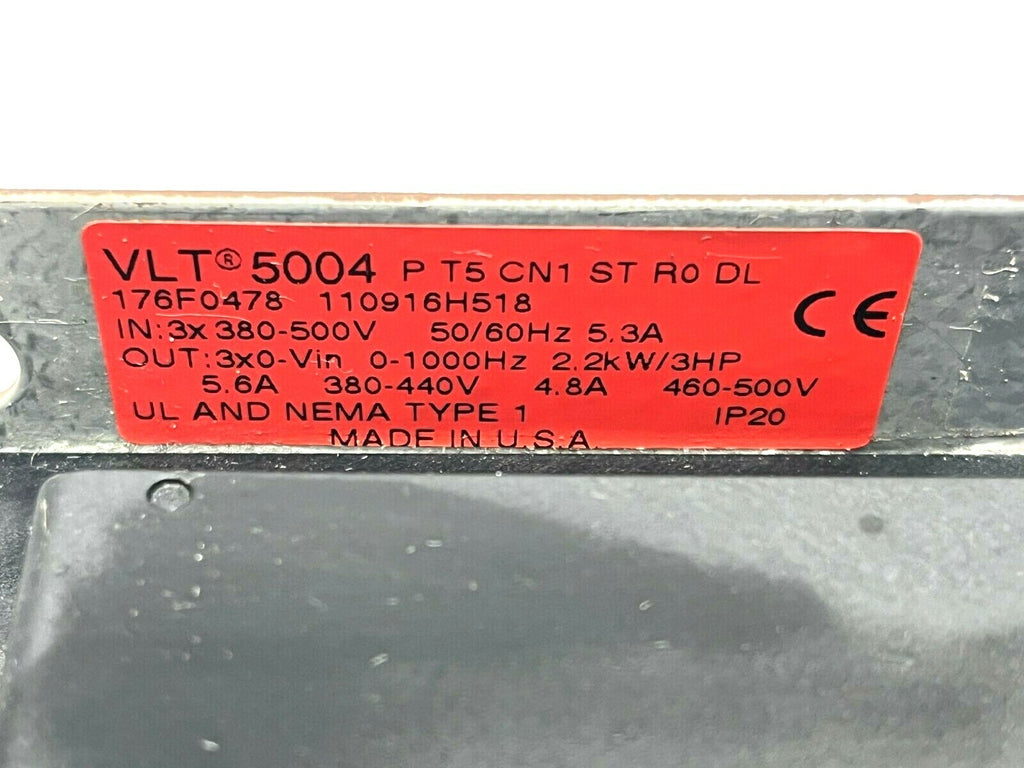 VLT® 5004 P T5 CN1 ST R0 DL
176F0478 110916H518
IN:3x380-500V 50/60Hz 5.3A
OUT:3x0-Vin 0-1000Hz 2.2kW/3HP
5.6A 380-440V 4.8A 460-500V
UL AND NEMA TYPE 1 IP20
MADE IN U.S.A.
CE